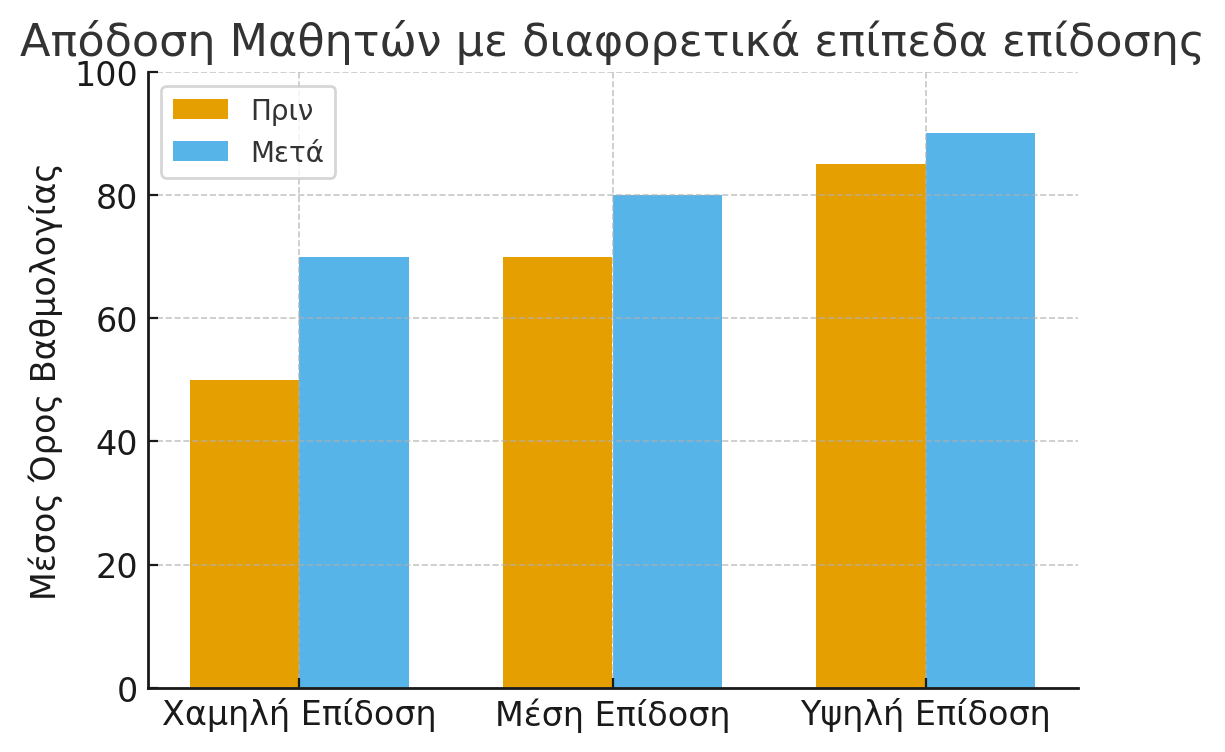 Απόδοση Μαθητών με διαφορετικά επίπεδα επίδοσης
Μέσος Όρος Βαθμολογίας
100
80
60
40
20
0
Πριν
Μετά
Χαμηλή Επίδοση
Μέση Επίδοση
Υψηλή Επίδοση